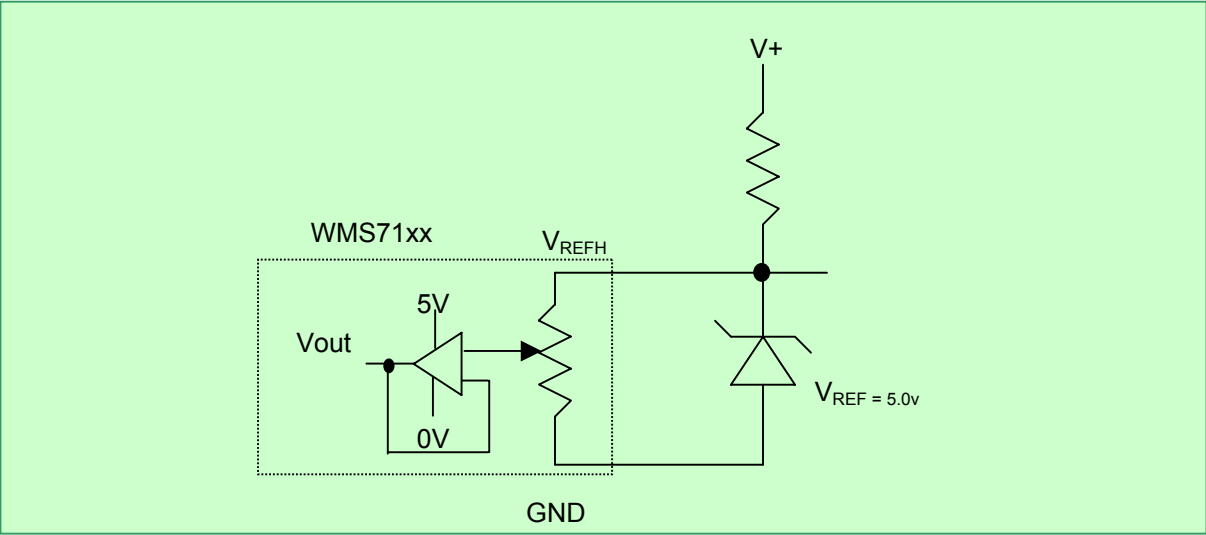 V+
WMS71xx
VREFH
5V
Vout
VREF = 5.0v
0V
GND